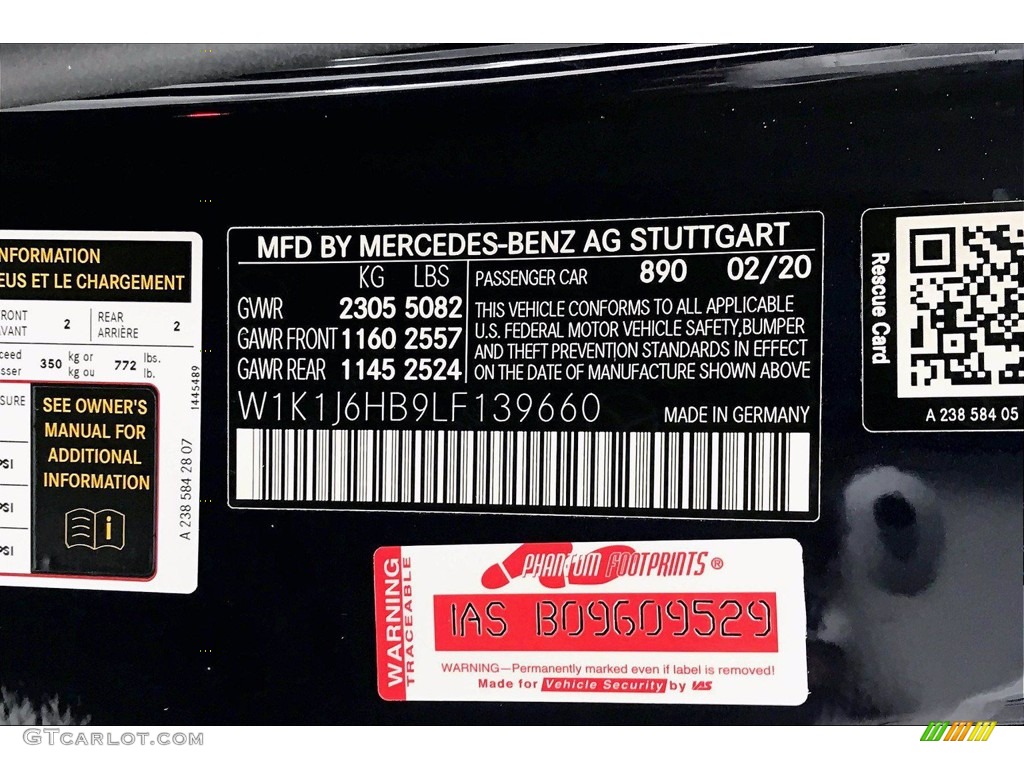 NFORMATION
EUS ET LE CHARGEMENT
RONT
VANT
2
REAR
ARRIÈRE
2
ceed
sser
350
kg or
kg ou
772
lbs.
lb.
SURE
PSI
PSI
PSI
SEE OWNER'S
MANUAL FOR
ADDITIONAL
INFORMATION
i
1445489
A 238 584 28 07
MFD BY MERCEDES-BENZ AG STUTTGART
KG LBS
GVWR 2305 5082
GAWR FRONT 1160 2557
GAWR REAR 1145 2524
PASSENGER CAR 890 02/20
THIS VEHICLE CONFORMS TO ALL APPLICABLE
U.S. FEDERAL MOTOR VEHICLE SAFETY,BUMPER
AND THEFT PREVENTION STANDARDS IN EFFECT
ON THE DATE OF MANUFACTURE SHOWN ABOVE
W1K1J6HB9LF139660
MADE IN GERMANY
Rescue Card
A 238 584 05
WARNING
TRACEABLE
PHANTOM FOOTPRINTS®
IAS B09609529
WARNING—Permanently marked even if label is removed!
Made for Vehicle Security by IAS
GTcarlot.com